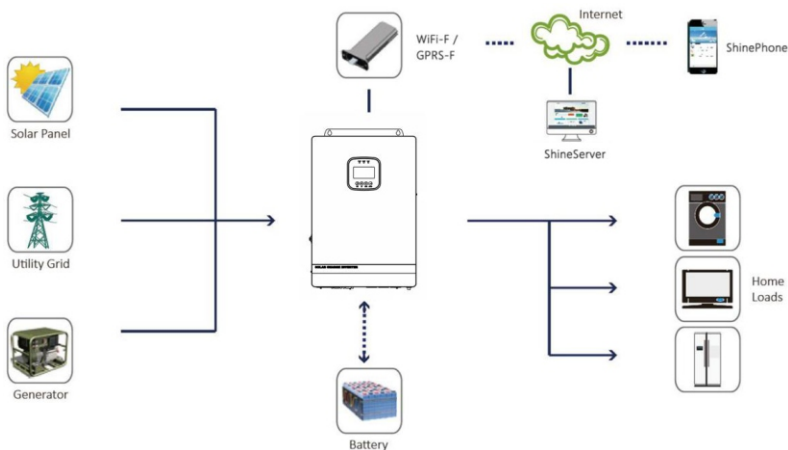 Internet
WiFi-F /
GPRS-F
ShinePhone
Solar Panel
ShineServer
Utility Grid
Home
Loads
Generator
Battery